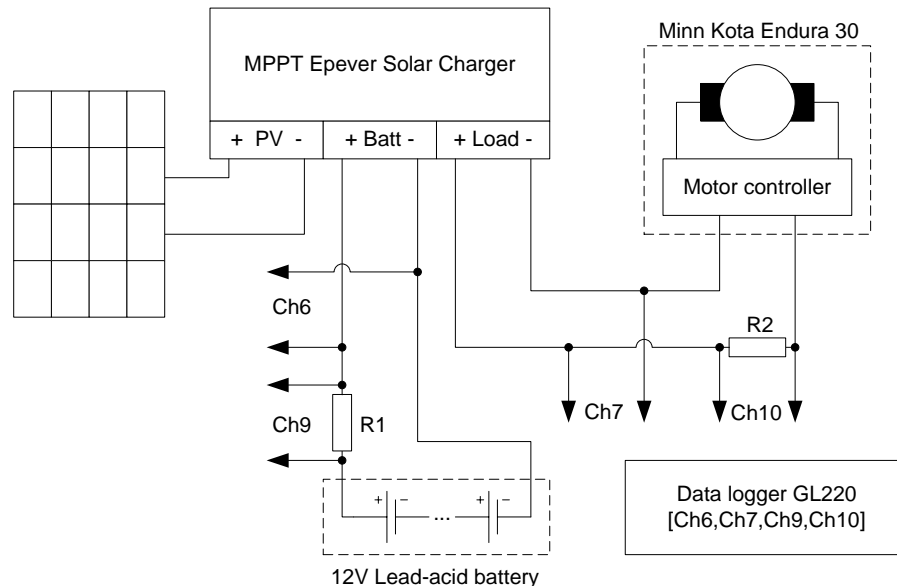 Minn Kota Endura 30
MPPT Epever Solar Charger
+ PV - + Batt - + Load -
Motor controller
Ch6
R2
Ch9
R1
Ch7
Ch10
+ − ... + −
Data logger GL220
[Ch6,Ch7,Ch9,Ch10]
12V Lead-acid battery